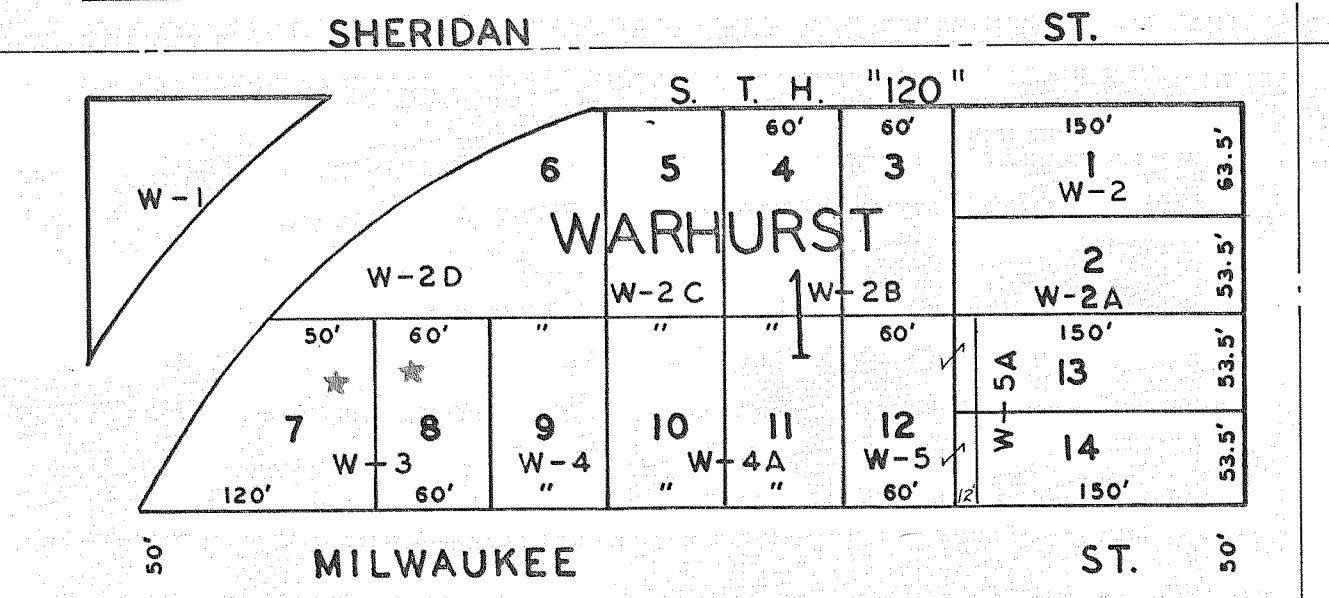 SHERIDAN ST.
S. T. H. "120"
60' 60' 150'
6 5 4 3 1 63.5'
W-1 W-2
WARHURST
2 53.5'
W-2D W-2C W-2B W-2A
1
50' 60' " " " 60' 150'
W-5A 13 53.5'
7 8 9 10 11 12 14
W-3 W-4 W-4A W-5 53.5'
120' 60' " " " 60' 12' 150'
50' MILWAUKEE ST. 50'